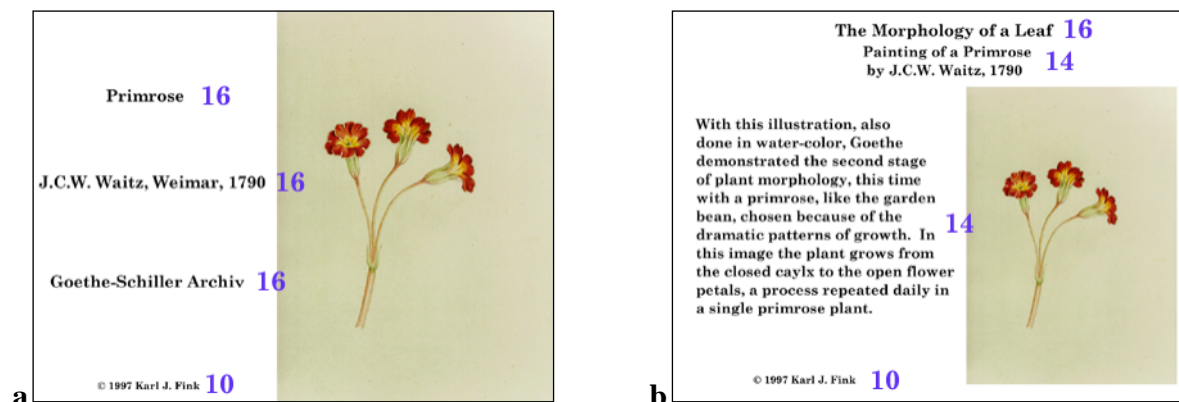 Primrose 16
J.C.W. Waitz, Weimar, 1790 16
Goethe-Schiller Archiv 16
© 1997 Karl J. Fink 10
a
The Morphology of a Leaf 16
Painting of a Primrose
by J.C.W. Waitz, 1790 14
With this illustration, also
done in water-color, Goethe
demonstrated the second stage
of plant morphology, this time
with a primrose, like the garden
bean, chosen because of the
dramatic patterns of growth. In
14
this image the plant grows from
the closed caylx to the open flower
petals, a process repeated daily in
a single primrose plant.
© 1997 Karl J. Fink 10
b